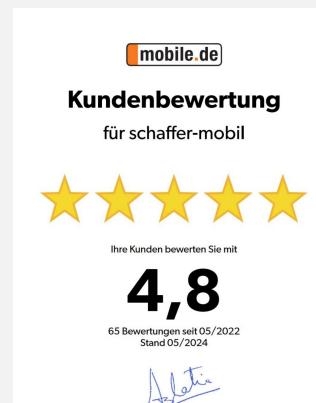 mobile.de
Kundenbewertung
für schaffer-mobil
Ihre Kunden bewerten Sie mit
4,8
65 Bewertungen seit 05/2022
Stand 05/2024